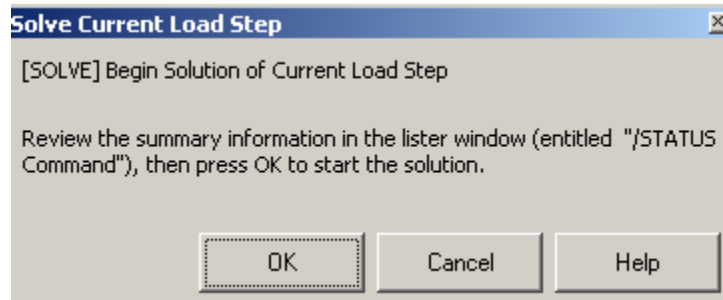 Solve Current Load Step
[SOLVE] Begin Solution of Current Load Step
Review the summary information in the lister window (entitled "/STATUS
Command"), then press OK to start the solution.
OK Cancel Help